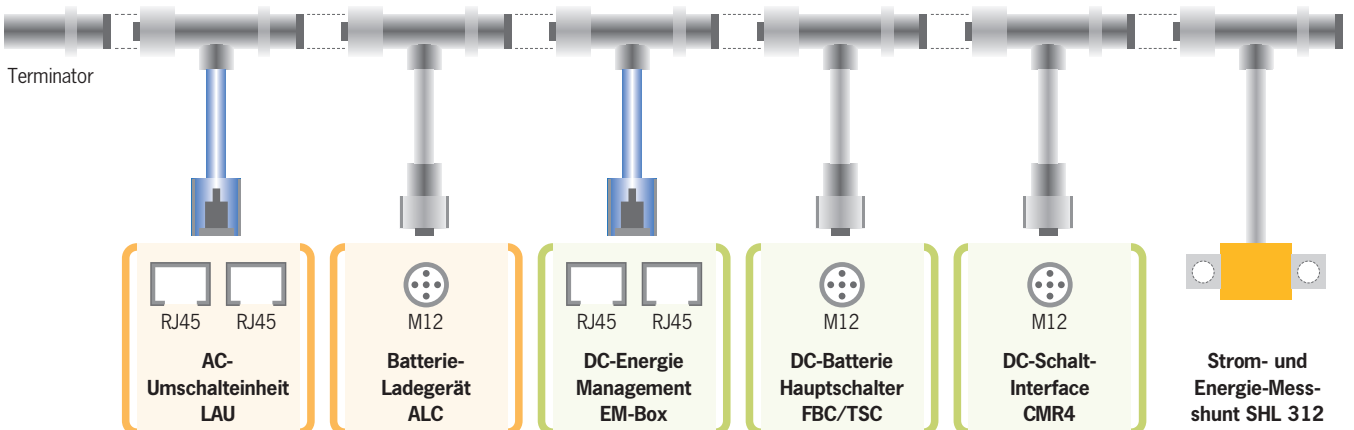 Terminator
RJ45 RJ45
AC-
Umschalteinheit
LAU
M12
Batterie-
Ladegerät
ALC
RJ45 RJ45
DC-Energie
Management
EM-Box
M12
DC-Batterie
Hauptschalter
FBC/TSC
M12
DC-Schalt-
Interface
CMR4
Strom- und
Energie-Mess-
shunt SHL 312